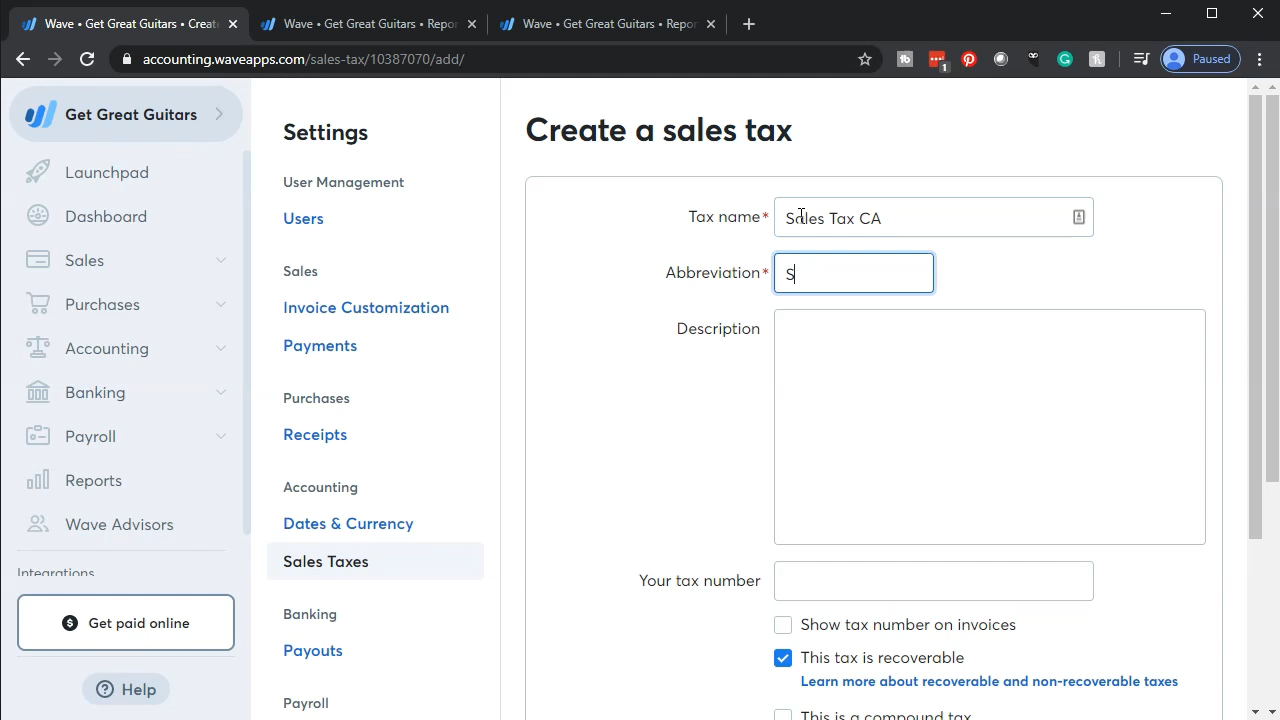 Wave • Get Great Guitars • Create
Wave • Get Great Guitars • Repor
Wave • Get Great Guitars • Repor
accounting.waveapps.com/sales-tax/10387070/add/
1
Paused
Get Great Guitars
Launchpad
Dashboard
Sales
Purchases
Accounting
Banking
Payroll
Reports
Wave Advisors
Integrations
Get paid online
Help
Settings
User Management
Users
Sales
Invoice Customization
Payments
Purchases
Receipts
Accounting
Dates & Currency
Sales Taxes
Banking
Payouts
Payroll
Create a sales tax
Tax name* Sales Tax CA
Abbreviation* S
Description
Your tax number
Show tax number on invoices
This tax is recoverable
Learn more about recoverable and non-recoverable taxes
This is a compound tax